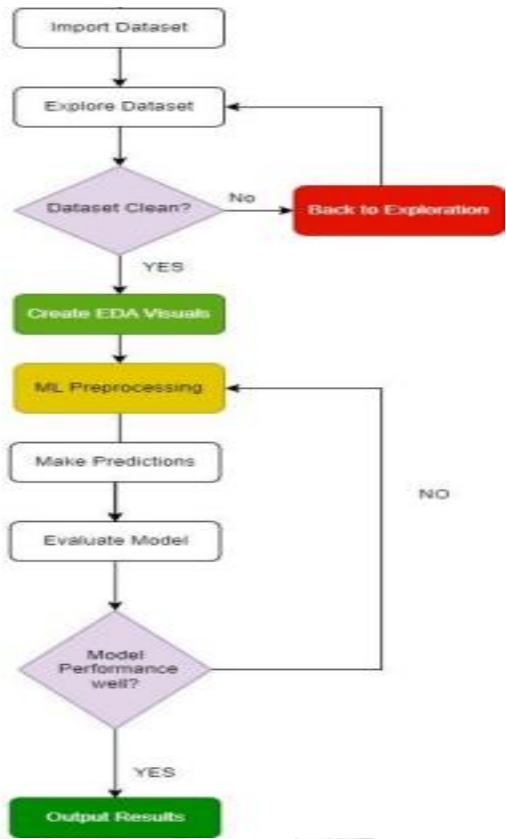 Import Dataset
Explore Dataset
Dataset Clean?
No
Back to Exploration
YES
Create EDA Visuals
ML Preprocessing
Make Predictions
NO
Evaluate Model
Model
Performance
well?
YES
Output Results